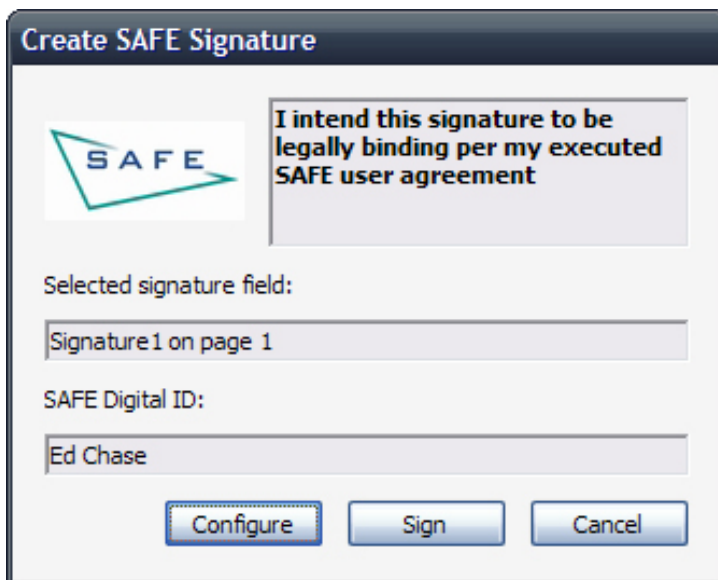 Create SAFE Signature
SAFE
I intend this signature to be
legally binding per my executed
SAFE user agreement
Selected signature field:
Signature1 on page 1
SAFE Digital ID:
Ed Chase
Configure Sign Cancel